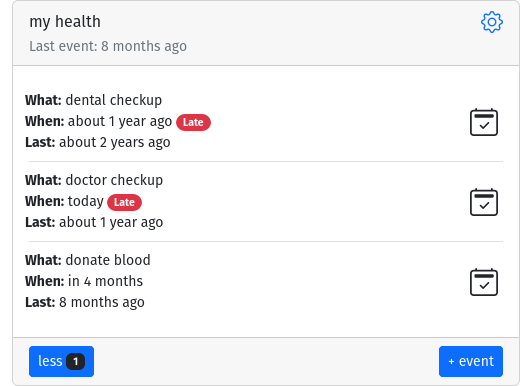 my health
Last event: 8 months ago
What: dental checkup
When: about 1 year ago Late
Last: about 2 years ago
What: doctor checkup
When: today Late
Last: about 1 year ago
What: donate blood
When: in 4 months
Last: 8 months ago
less 1
+ event